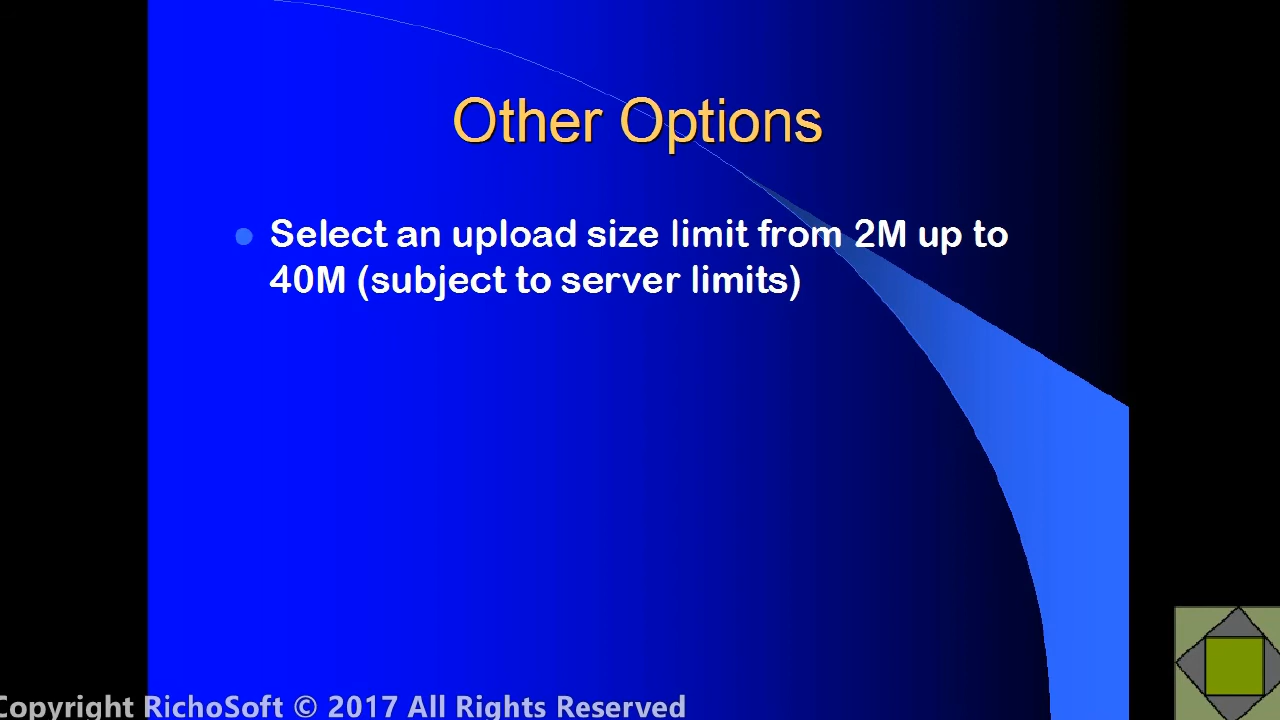 Other Options
Select an upload size limit from 2M up to
40M (subject to server limits)
Copyright RichoSoft © 2017 All Rights Reserved